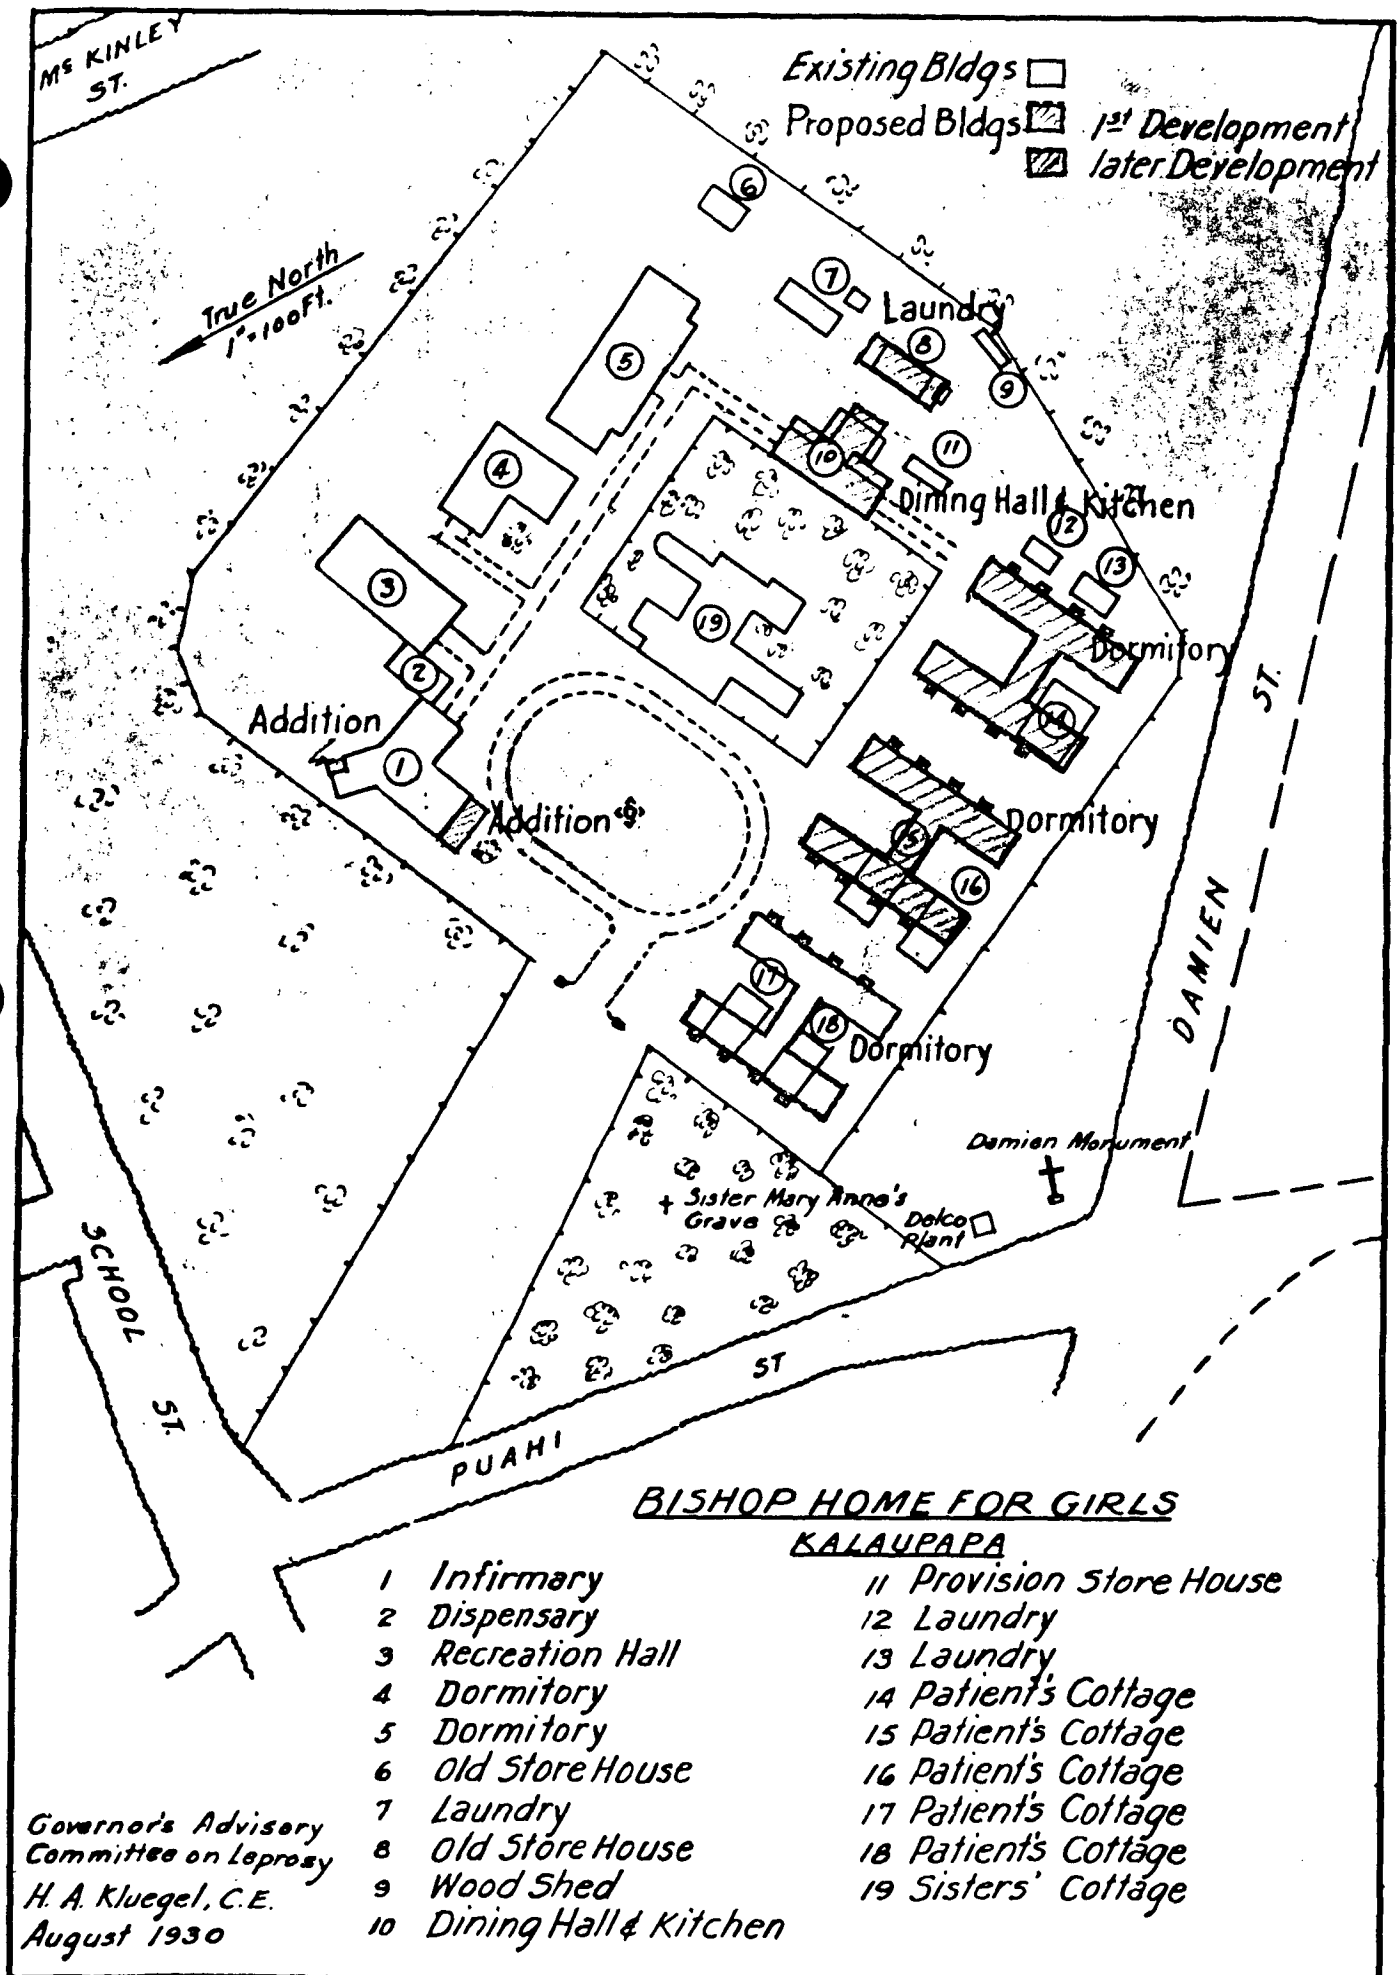 Mc KINLEY
ST.
Existing Bldgs
Proposed Bldgs 1st Development
later Development
True North
1"=100Ft.
6
7
Laundry
8
9
5
10
11
4
Dining Hall & Kitchen
12
13
3
19
2
Dormitory
14
ST.
Addition
1
Addition
Dormitory
15
16
DAMIEN
17
18
Dormitory
Damien Monument
Sister Mary Anne's
Grave
Delco
Plant
SCHOOL
ST.
ST
PUAHI
BISHOP HOME FOR GIRLS
KALAUPAPA
1 Infirmary
2 Dispensary
3 Recreation Hall
4 Dormitory
5 Dormitory
6 Old Store House
7 Laundry
8 Old Store House
9 Wood Shed
10 Dining Hall & Kitchen
11 Provision Store House
12 Laundry
13 Laundry
14 Patient's Cottage
15 Patient's Cottage
16 Patient's Cottage
17 Patient's Cottage
18 Patient's Cottage
19 Sisters' Cottage
Governor's Advisory
Committee on Leprosy
H. A. Kluegel, C.E.
August 1930